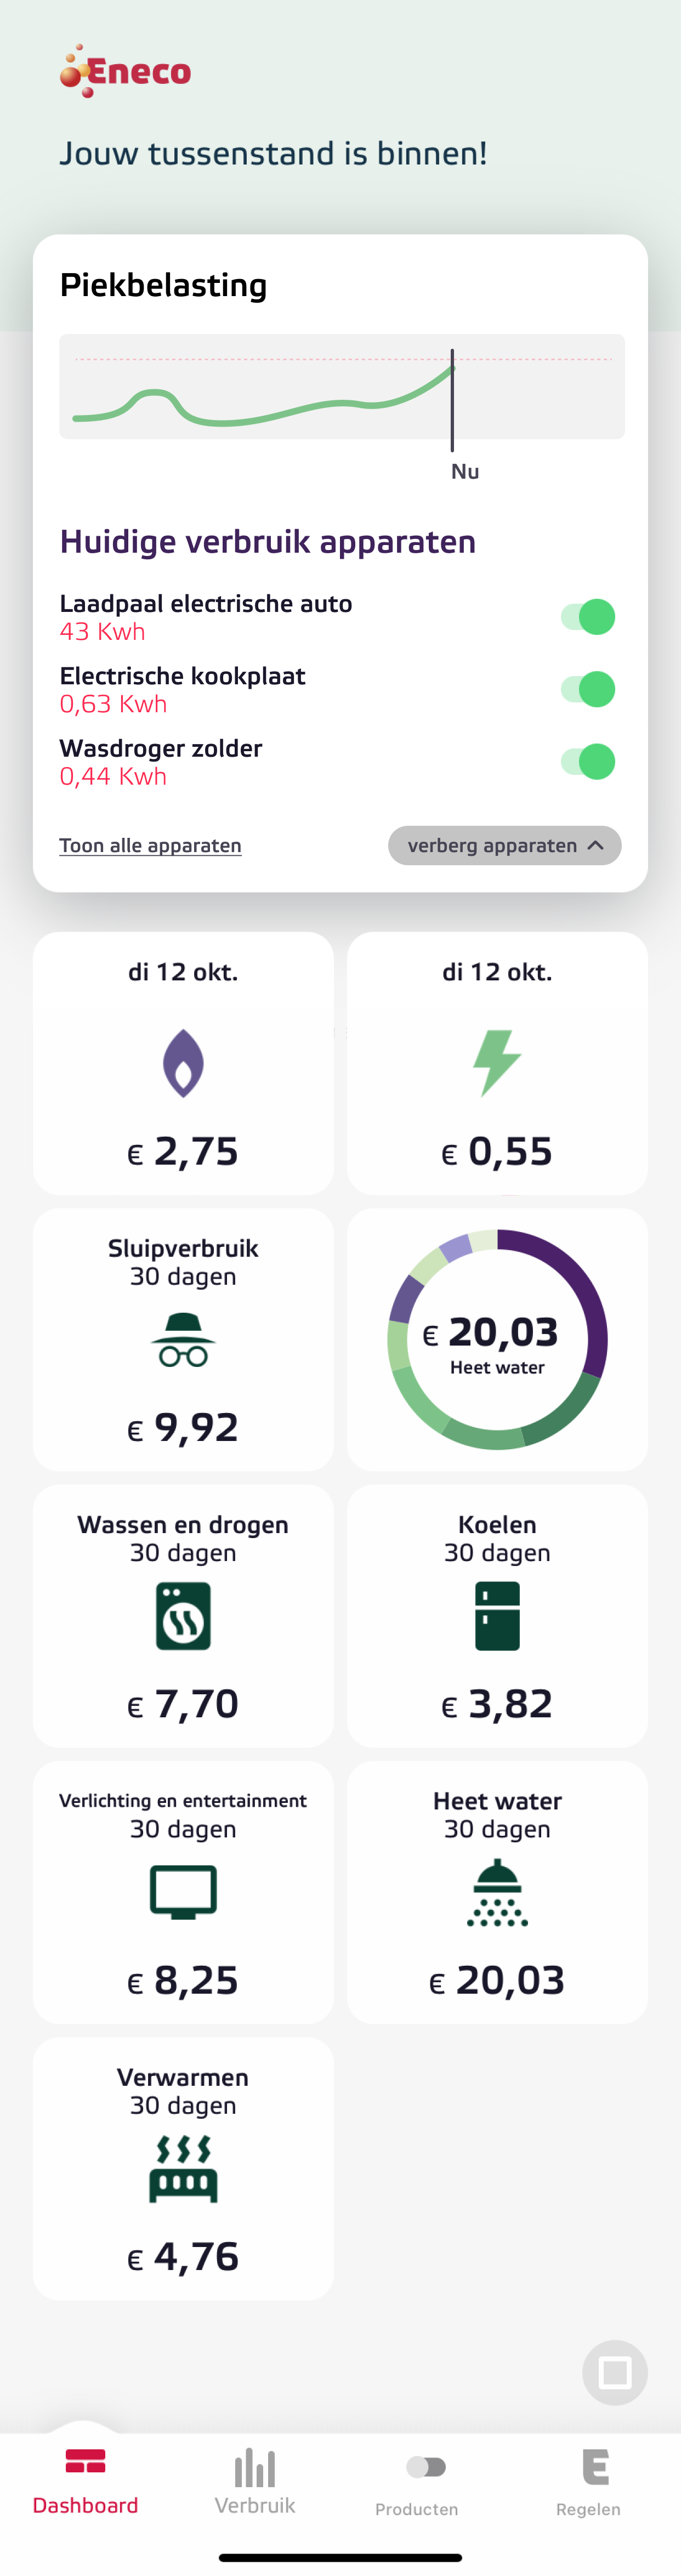 Eneco
Jouw tussenstand is binnen!
Piekbelasting
Nu
Huidige verbruik apparaten
Laadpaal electrische auto
43 Kwh
Electrische kookplaat
0,63 Kwh
Wasdroger zolder
0,44 Kwh
Toon alle apparaten
verberg apparaten
di 12 okt.
€ 2,75
di 12 okt.
€ 0,55
Sluipverbruik
30 dagen
€ 9,92
€ 20,03
Heet water
Wassen en drogen
30 dagen
€ 7,70
Koelen
30 dagen
€ 3,82
Verlichting en entertainment
30 dagen
€ 8,25
Heet water
30 dagen
€ 20,03
Verwarmen
30 dagen
€ 4,76
Dashboard
Verbruik
Producten
Regelen